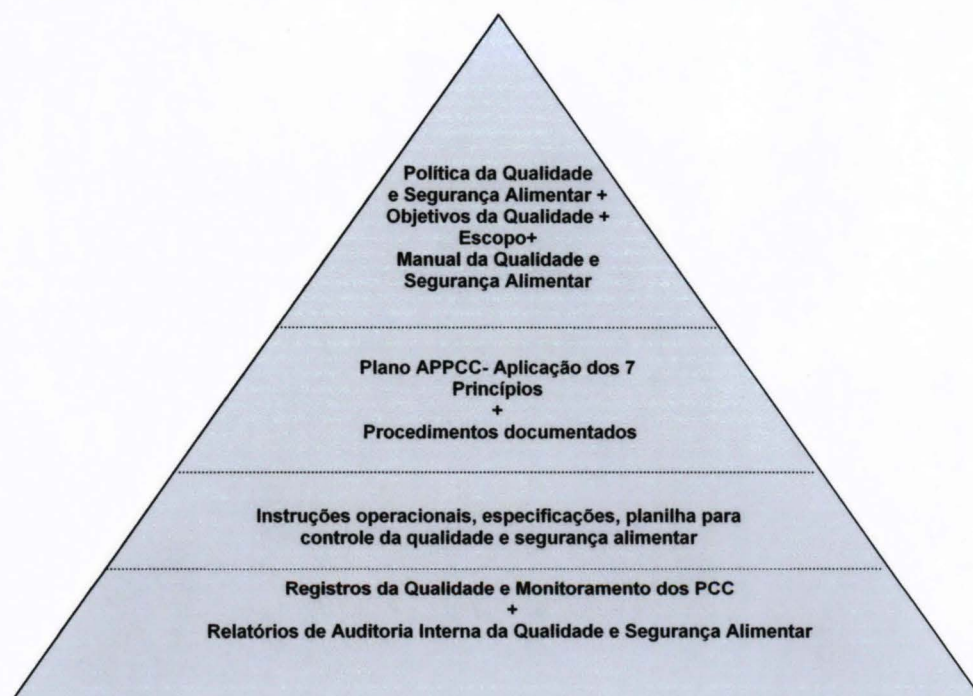 Política da Qualidade
e Segurança Alimentar +
Objetivos da Qualidade +
Escopo+
Manual da Qualidade e
Segurança Alimentar
Plano APPCC- Aplicação dos 7
Princípios
+
Procedimentos documentados
Instruções operacionais, especificações, planilha para
controle da qualidade e segurança alimentar
Registros da Qualidade e Monitoramento dos PCC
+
Relatórios de Auditoria Interna da Qualidade e Segurança Alimentar